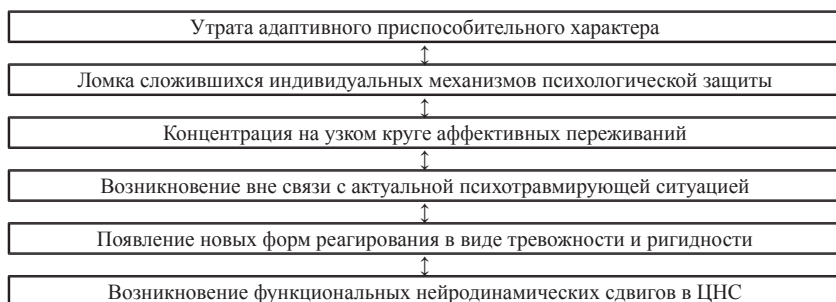 Утрата адаптивного приспособительного характера
↕
Ломка сложившихся индивидуальных механизмов психологической защиты
↕
Концентрация на узком круге аффективных переживаний
↕
Возникновение вне связи с актуальной психотравмирующей ситуацией
↕
Появление новых форм реагирования в виде тревожности и ригидности
↕
Возникновение функциональных нейродинамических сдвигов в ЦНС